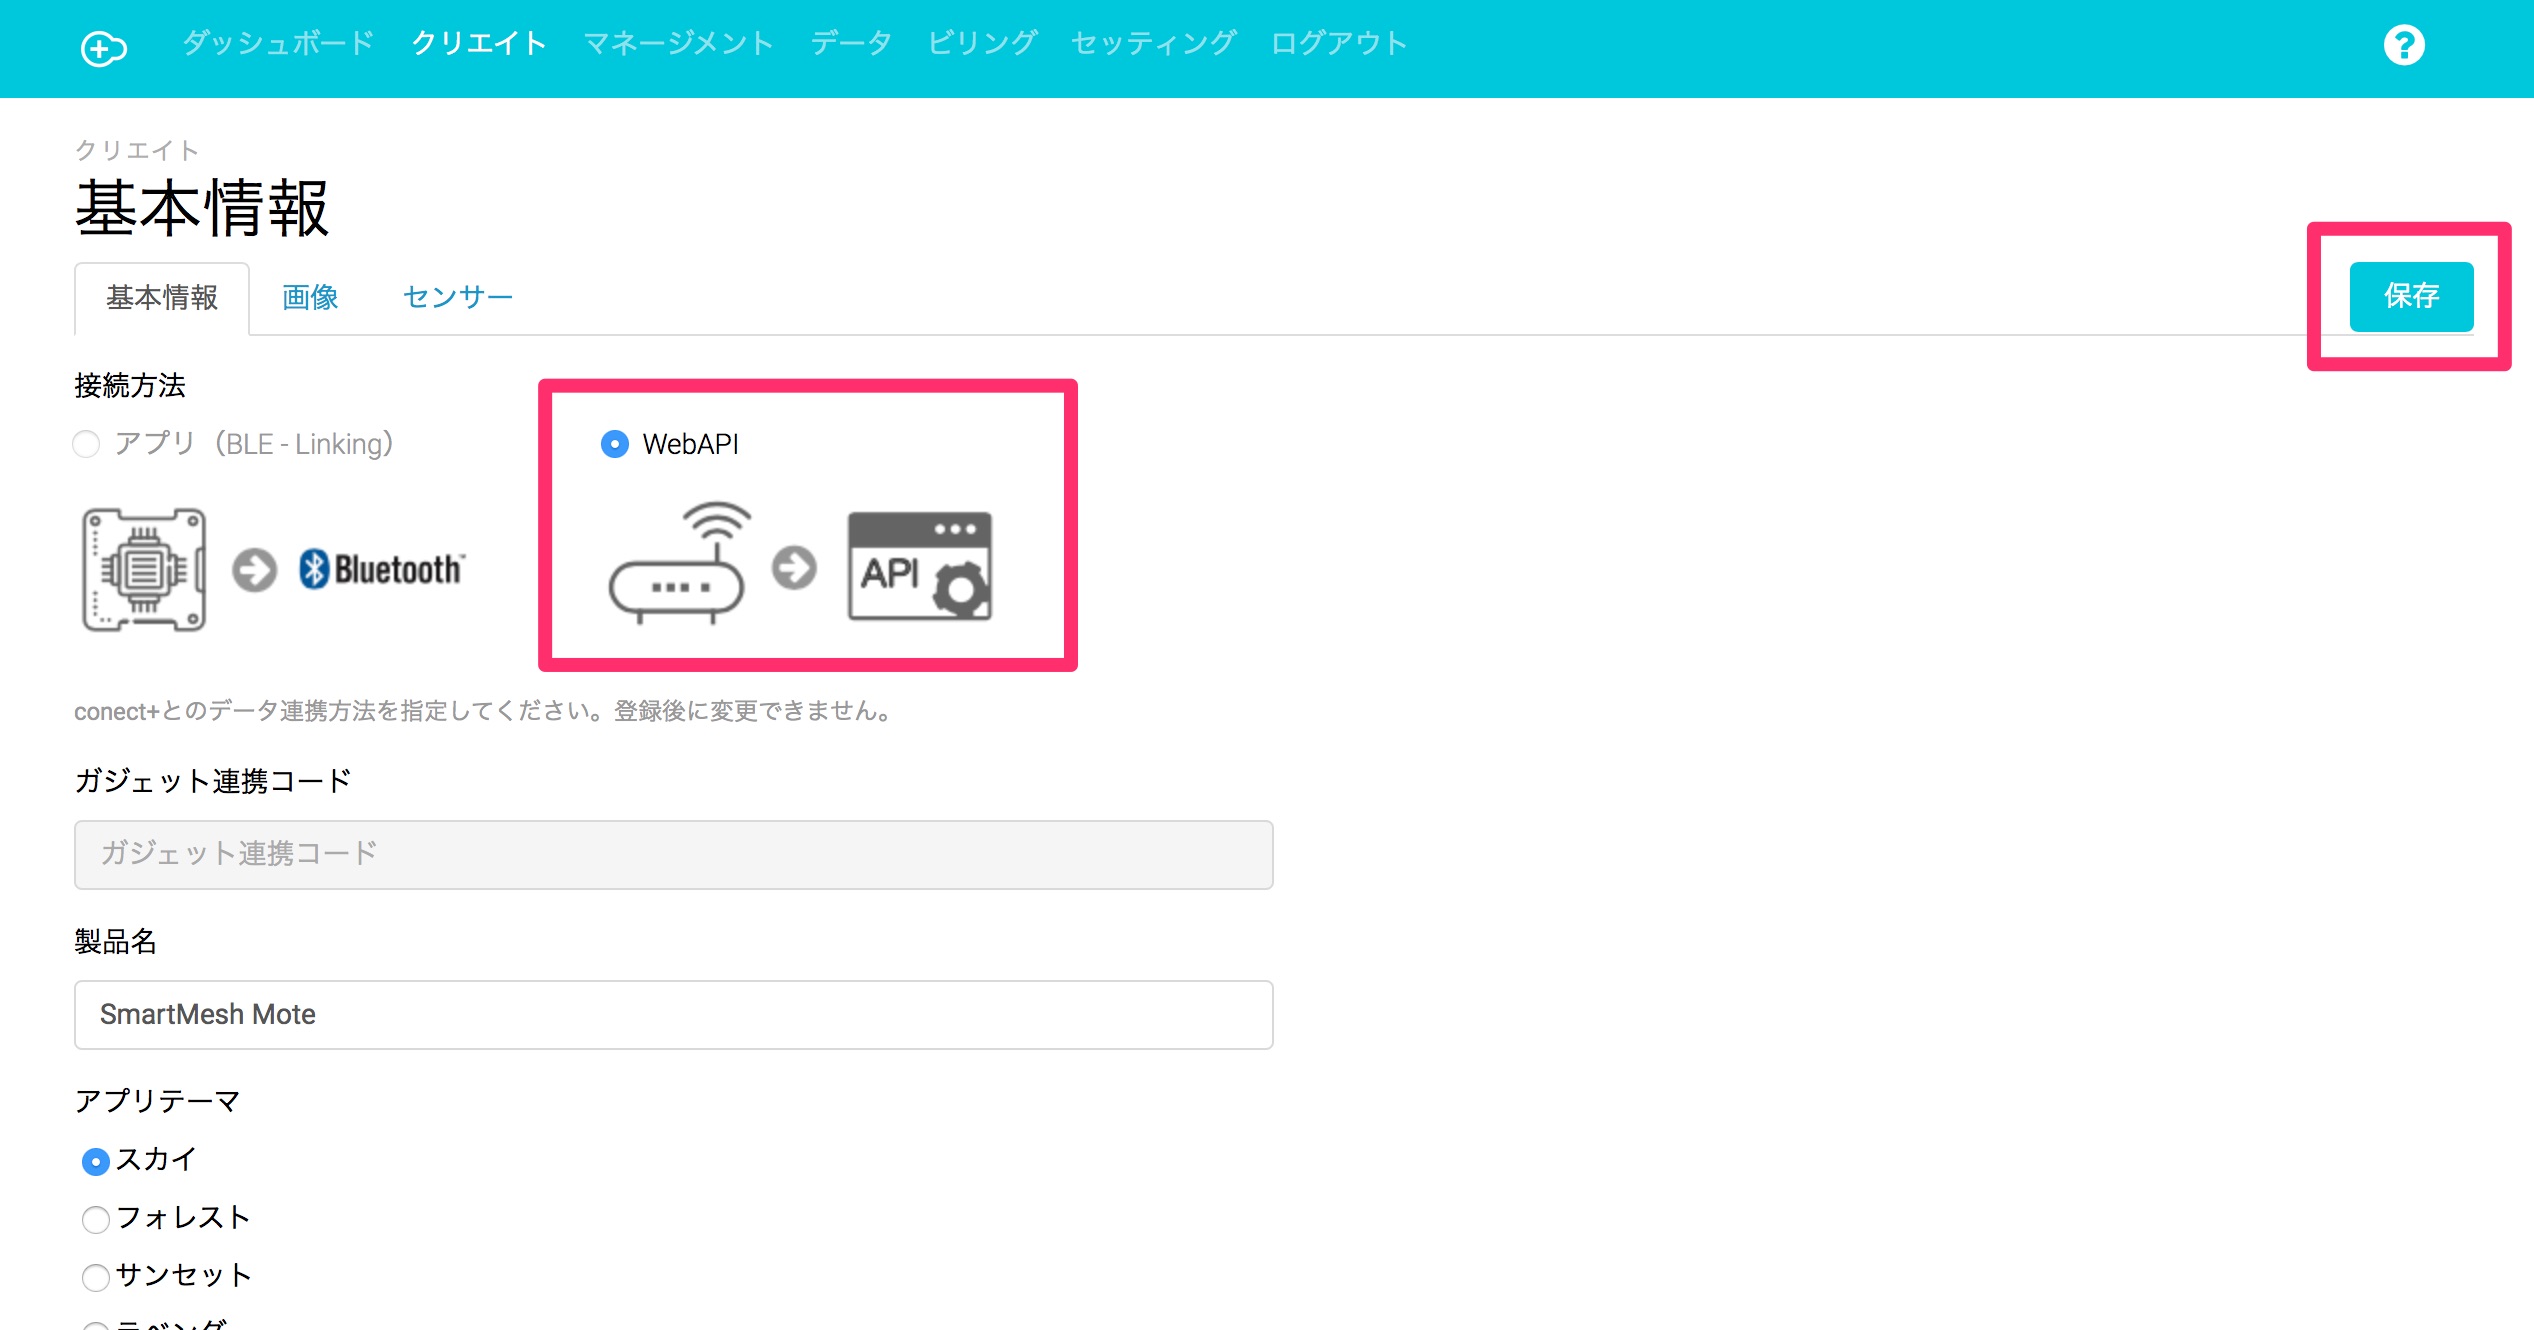 ダッシュボード クリエイト マネージメント データ ビリング セッティング ログアウト
クリエイト
基本情報
基本情報 画像 センサー 保存
接続方法
アプリ（BLE - Linking） WebAPI
Bluetooth™ API
conect+とのデータ連携方法を指定してください。登録後に変更できません。
ガジェット連携コード
ガジェット連携コード
製品名
SmartMesh Mote
アプリテーマ
スカイ
フォレスト
サンセット